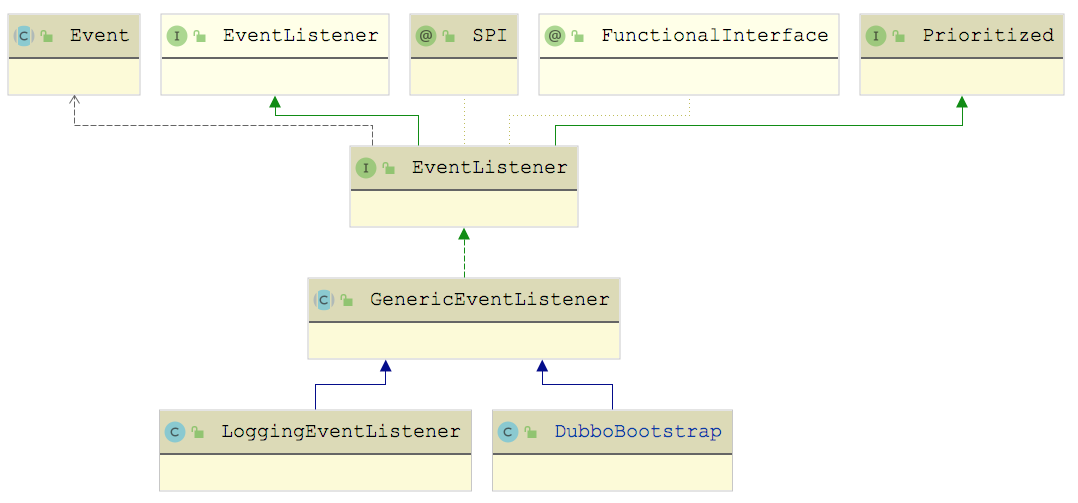 C Event
I EventListener
@ SPI
@ FunctionalInterface
I Prioritized
I EventListener
C GenericEventListener
C LoggingEventListener
C DubboBootstrap